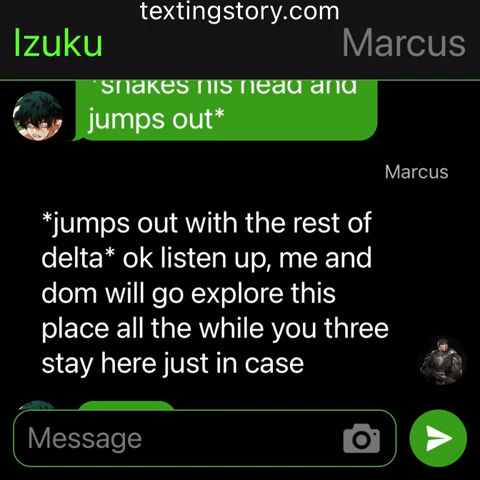 textingstory.com
Izuku
Marcus
*shakes his head and
jumps out*
Marcus
*jumps out with the rest of
delta* ok listen up, me and
dom will go explore this
place all the while you three
stay here just in case
Message